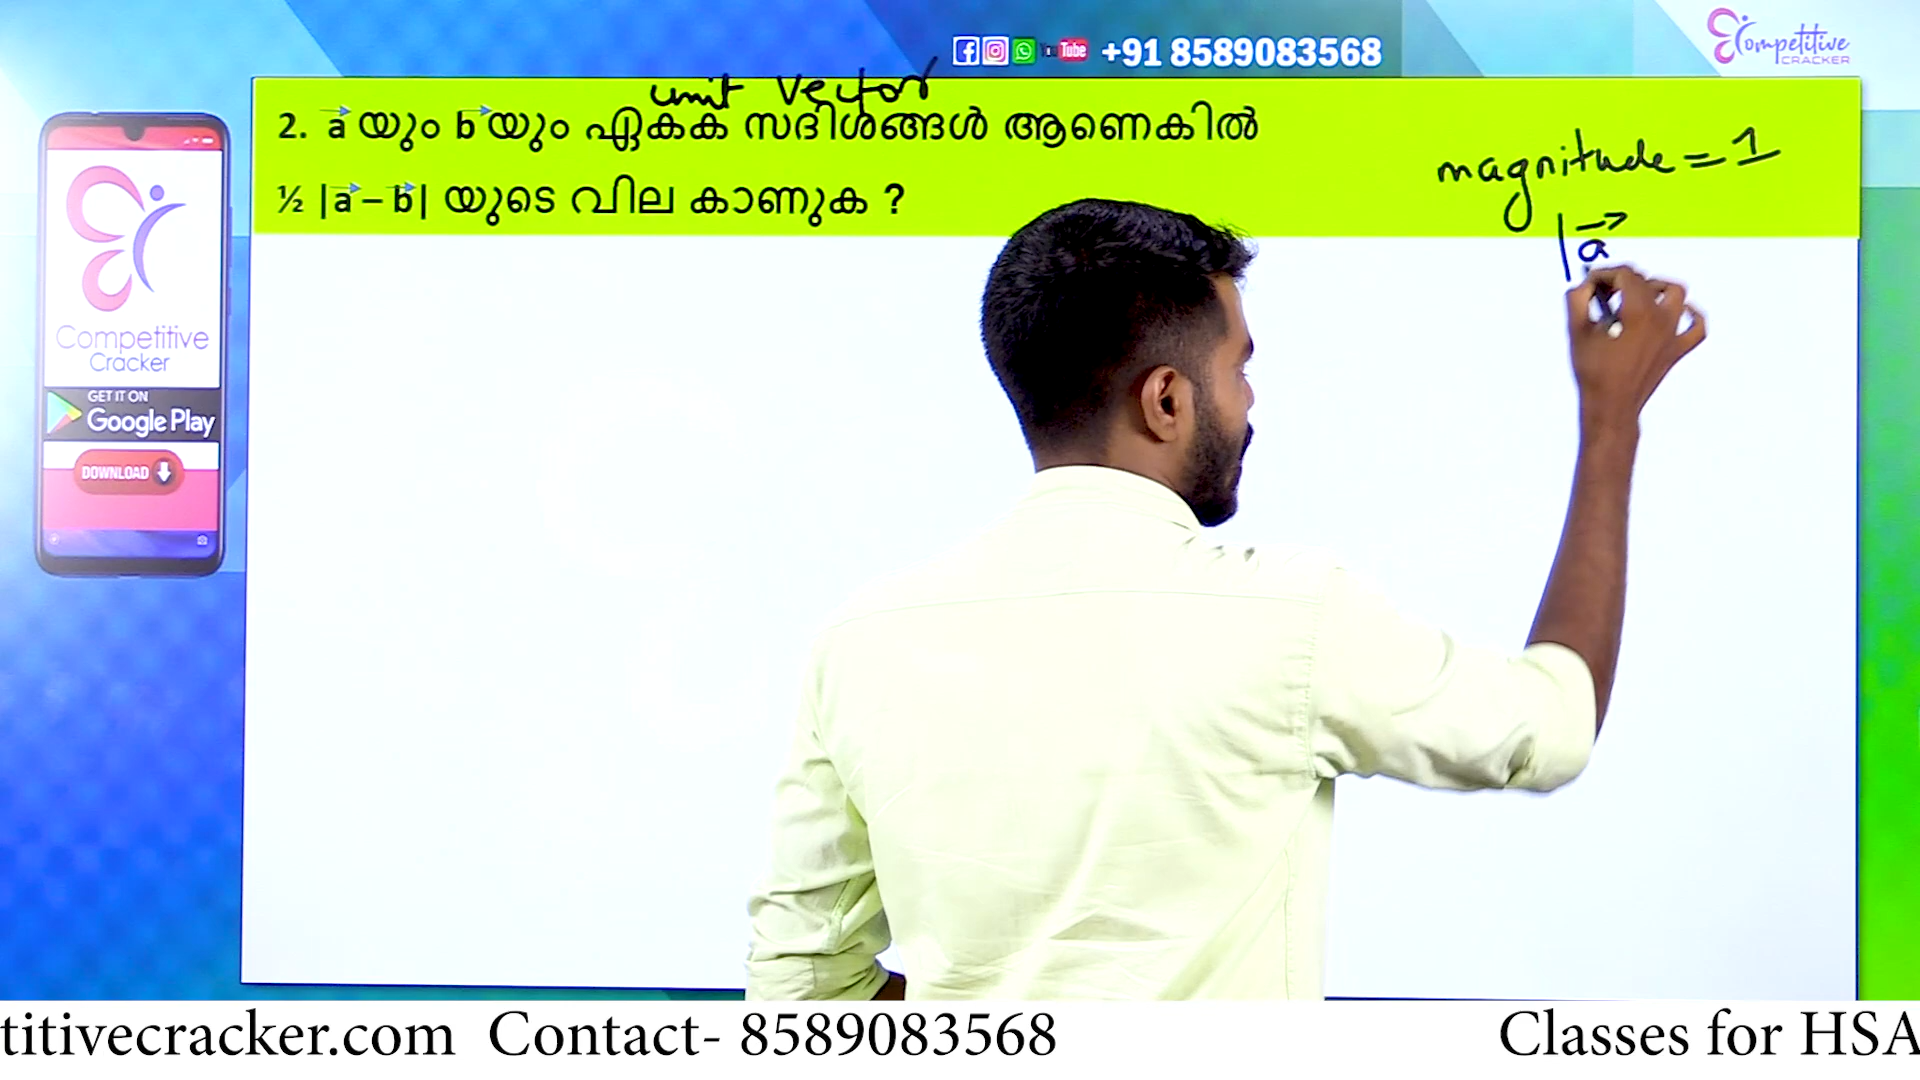 +91 8589083568
Competitive
CRACKER
unit vector
2. a⃗ യും b⃗ യും ഏകക സദിശങ്ങൾ ആണെകിൽ
½ |a⃗ – b⃗| യുടെ വില കാണുക ?
magnitude = 1
|a⃗
Competitive
Cracker
GET IT ON
Google Play
DOWNLOAD
titivecracker.com Contact- 8589083568
Classes for HSA